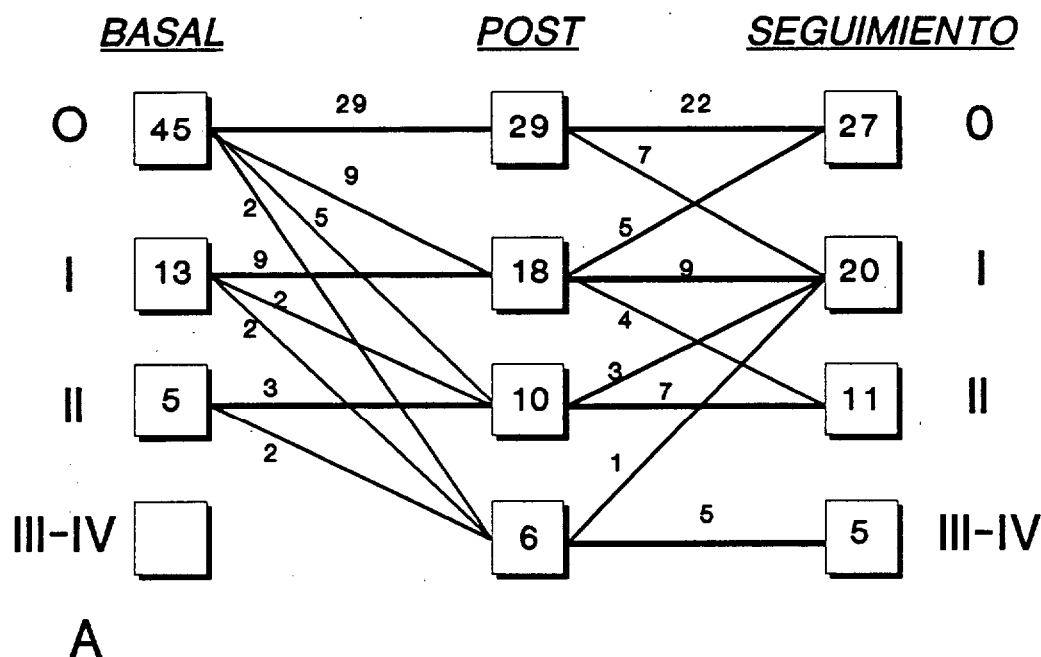 BASAL POST SEGUIMIENTO
29 22
O 45 29 27 0
9 7
2 5 5
9 9
I 13 18 20 I
2
2 4
3 3 7
II 5 10 11 II
2 1
5
III-IV 6 5 III-IV
A